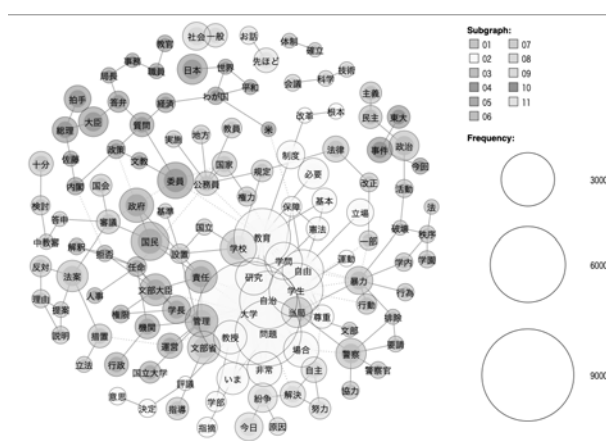 社会
一般
お話
先ほど
体制
確立
教官
事務
職員
局長
日本
世界
平和
わが国
経済
会議
科学
技術
拍手
総理
大臣
答弁
質問
佐藤
政策
文教
内閣
実施
地方
教員
国家
公務員
規定
権力
米
改革
根本
制度
法律
主義
民主
東大
事件
政治
今回
活動
改正
必要
保障
基本
憲法
立場
一部
十分
検討
答申
中教審
国会
審議
委員
政府
基準
国民
国立
設置
学校
教育
学問
自由
運動
破壊
法
秩序
学内
学園
解釈
拒否
反対
法案
理由
提案
説明
任命
人事
文部大臣
責任
研究
自治
学生
大学
当局
尊重
暴力
行動
行為
排除
要請
権限
学長
機関
管理
措置
立法
行政
運営
国立大学
文部省
教授
問題
場合
文部
警察
警察官
協力
評議
意思
決定
指導
いま
非常
自主
解決
努力
学部
指摘
紛争
今日
原因
Subgraph:
01
02
03
04
05
06
07
08
09
10
11
Frequency:
3000
6000
9000